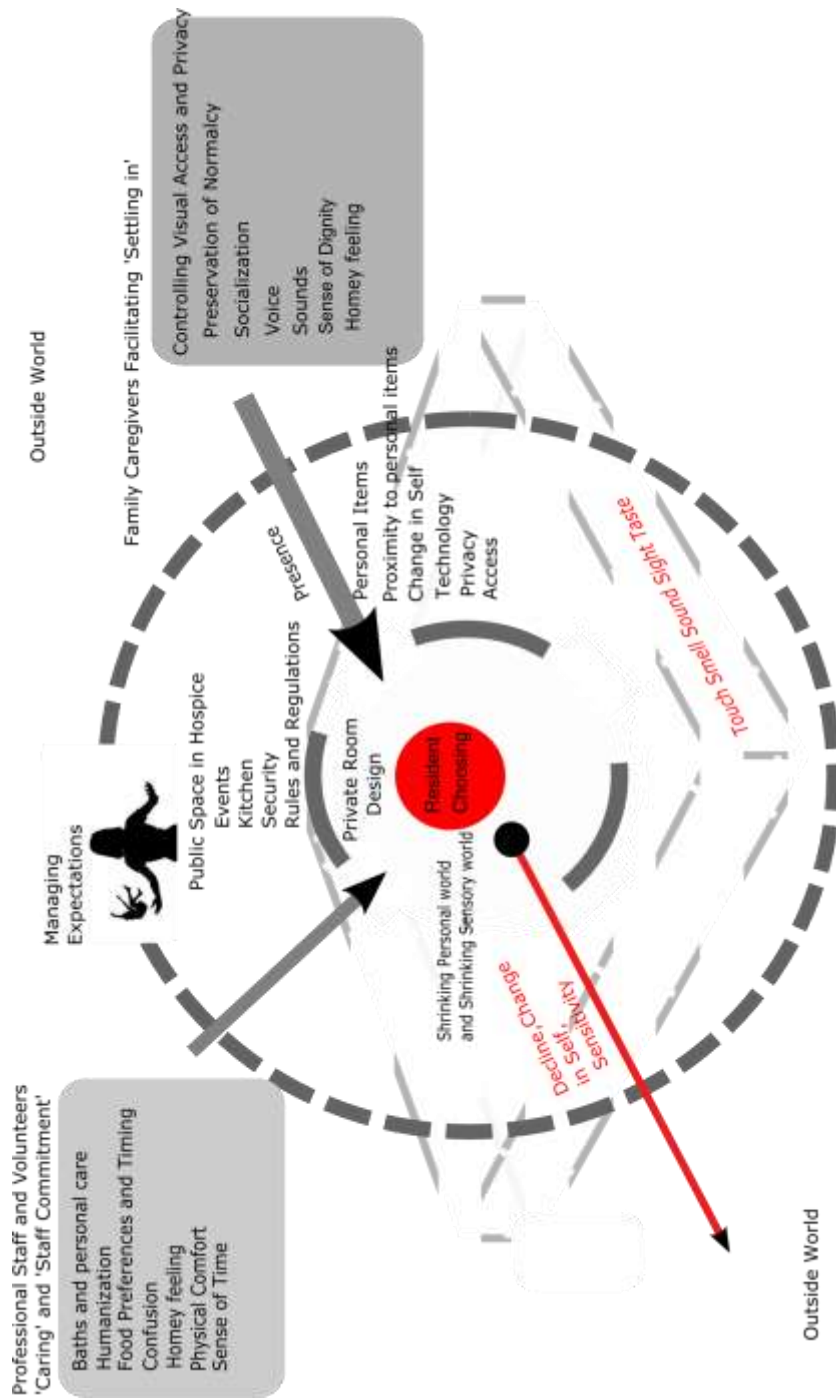 Professional Staff and Volunteers
'Caring' and 'Staff Commitment'
Baths and personal care
Humanization
Food Preferences and Timing
Confusion
Homey feeling
Physical Comfort
Sense of Time
Managing
Expectations
Outside World
Family Caregivers Facilitating 'Settling in'
Controlling Visual Access and Privacy
Preservation of Normalcy
Socialization
Voice
Sounds
Sense of Dignity
Homey feeling
Public Space in Hospice
Events
Kitchen
Security
Rules and Regulations
Presence
Personal Items
Proximity to personal items
Change in Self
Technology
Privacy
Access
Private Room
Design
Resident
Choosing
Shrinking Personal world
and Shrinking Sensory world
Decline,Change
in Self,
Sensitivity
Touch Smell Sound Sight Taste
Outside World